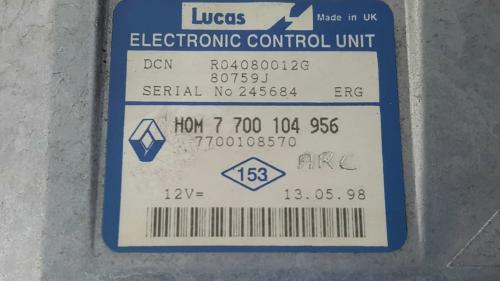 Lucas Made in UK
ELECTRONIC CONTROL UNIT
DCN R04080012G
80759J
SERIAL No 245684 ERG
HOM 7 700 104 956
7700108570
ARC
153
12V= 13.05.98